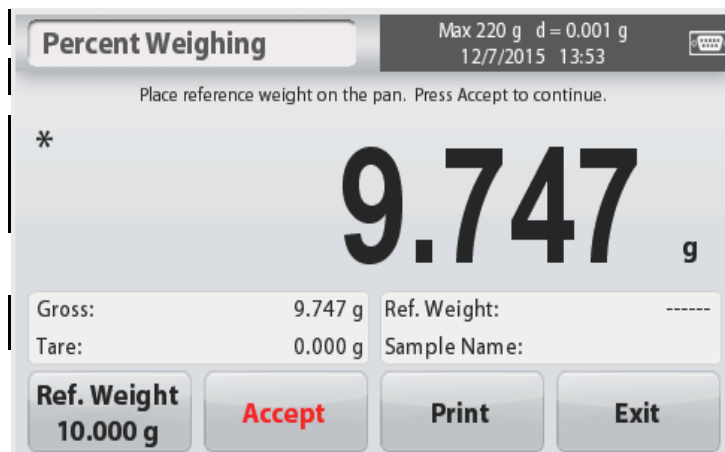 Percent Weighing
Max 220 g d = 0.001 g
12/7/2015 13:53
Place reference weight on the pan. Press Accept to continue.
*
9.747 g
Gross: 9.747 g
Tare: 0.000 g
Ref. Weight: ------
Sample Name:
Ref. Weight
10.000 g
Accept
Print
Exit